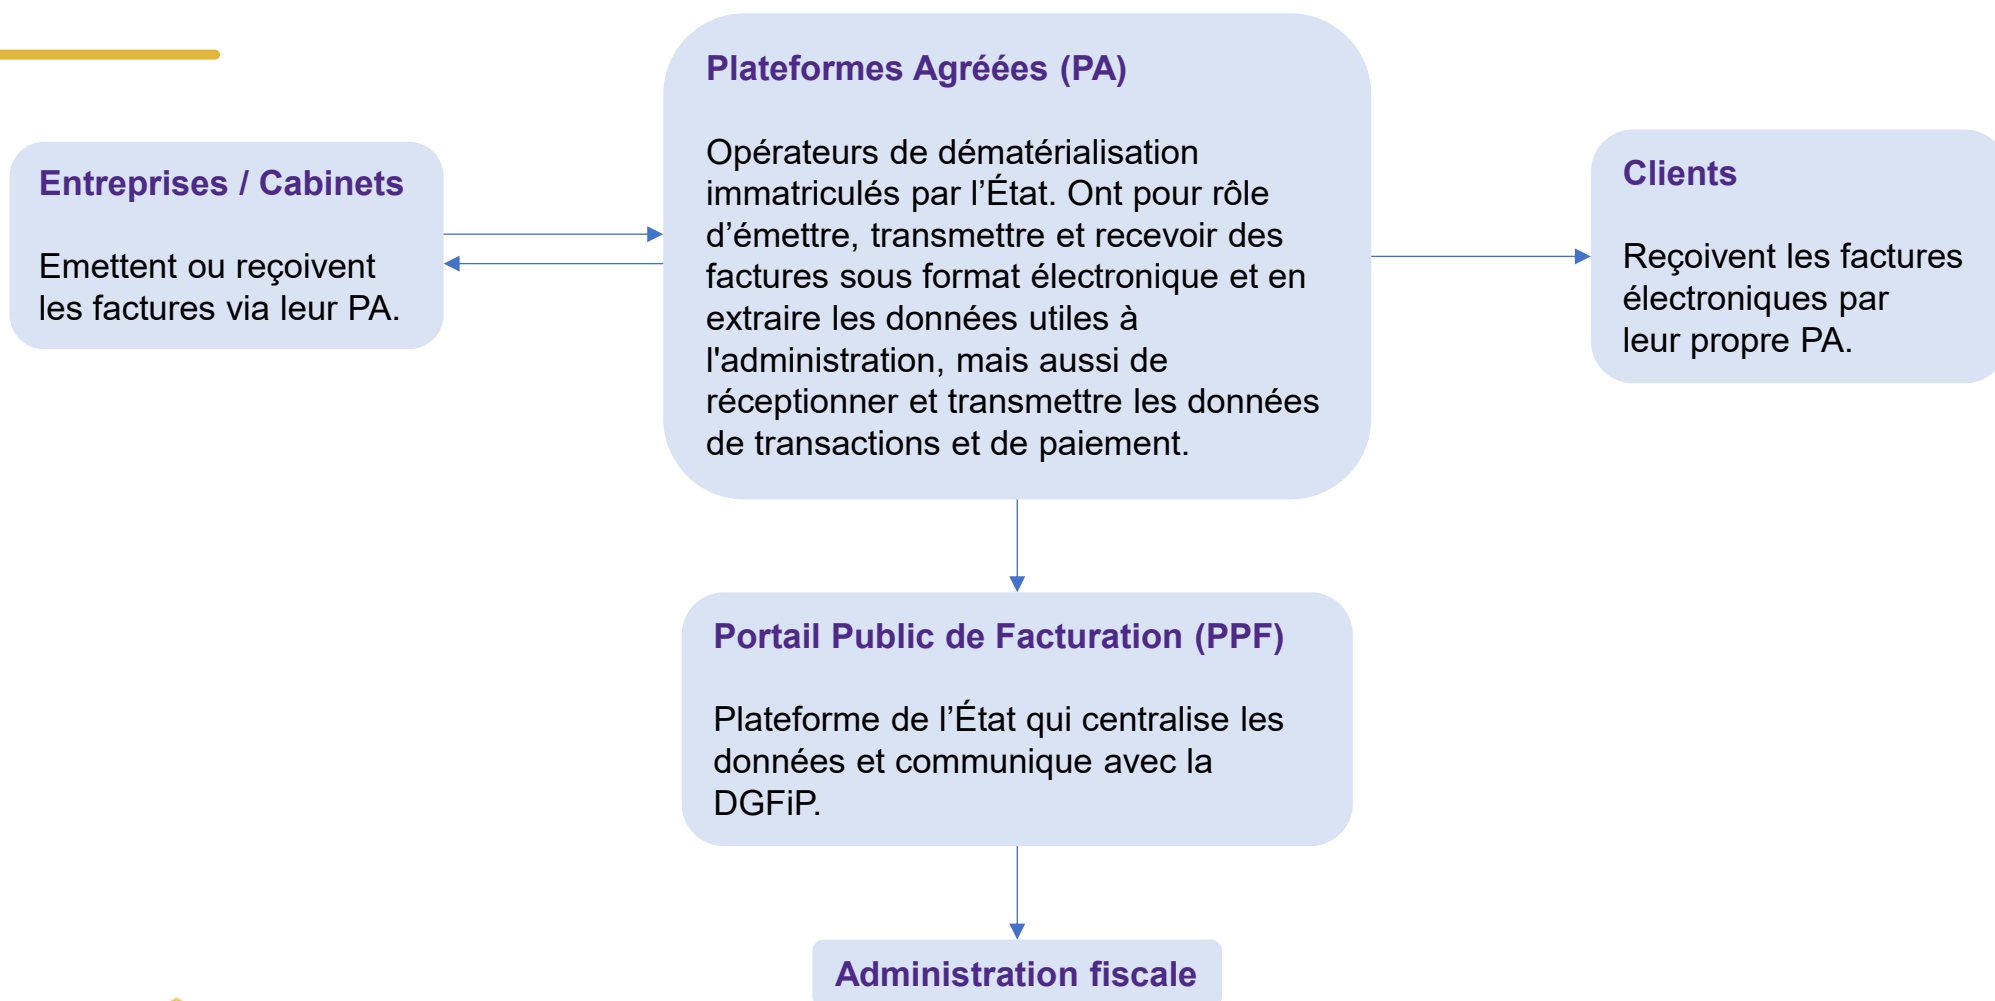 Plateformes Agréées (PA)
Opérateurs de dématérialisation
immatriculés par l’État. Ont pour rôle
d’émettre, transmettre et recevoir des
factures sous format électronique et en
extraire les données utiles à
l'administration, mais aussi de
réceptionner et transmettre les données
de transactions et de paiement.
Entreprises / Cabinets
Emettent ou reçoivent
les factures via leur PA.
Clients
Reçoivent les factures
électroniques par
leur propre PA.
Portail Public de Facturation (PPF)
Plateforme de l’État qui centralise les
données et communique avec la
DGFiP.
Administration fiscale